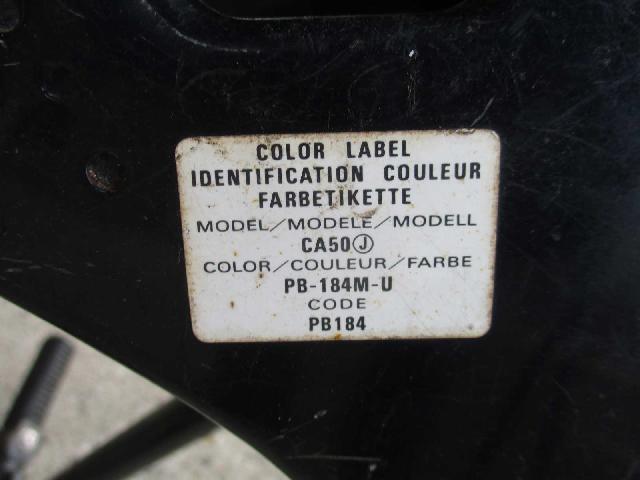 COLOR LABEL
IDENTIFICATION COULEUR
FARBETIKETTE
MODEL/MODELE/MODELL
CA50Ⓙ
COLOR/COULEUR/FARBE
PB-184M-U
CODE
PB184